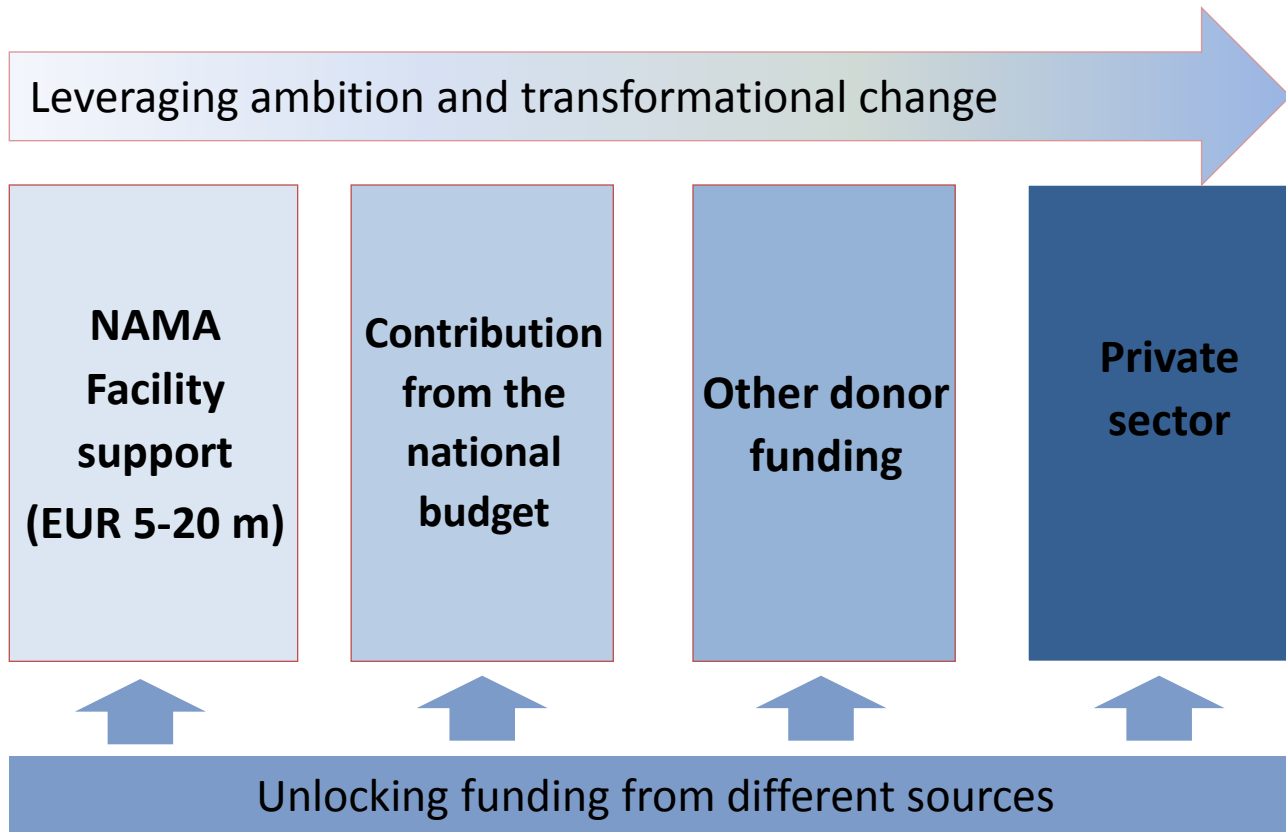 Leveraging ambition and transformational change
NAMA
Facility
support
(EUR 5-20 m)
Contribution
from the
national
budget
Other donor
funding
Private
sector
Unlocking funding from different sources